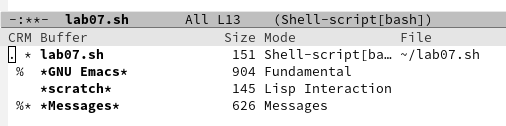 -:**-  lab07.sh       All L13    (Shell-script[bash])
CRM Buffer                Size Mode             File
. * lab07.sh               151 Shell-script[ba… ~/lab07.sh
 %  *GNU Emacs*            904 Fundamental
    *scratch*              145 Lisp Interaction
 %* *Messages*             626 Messages